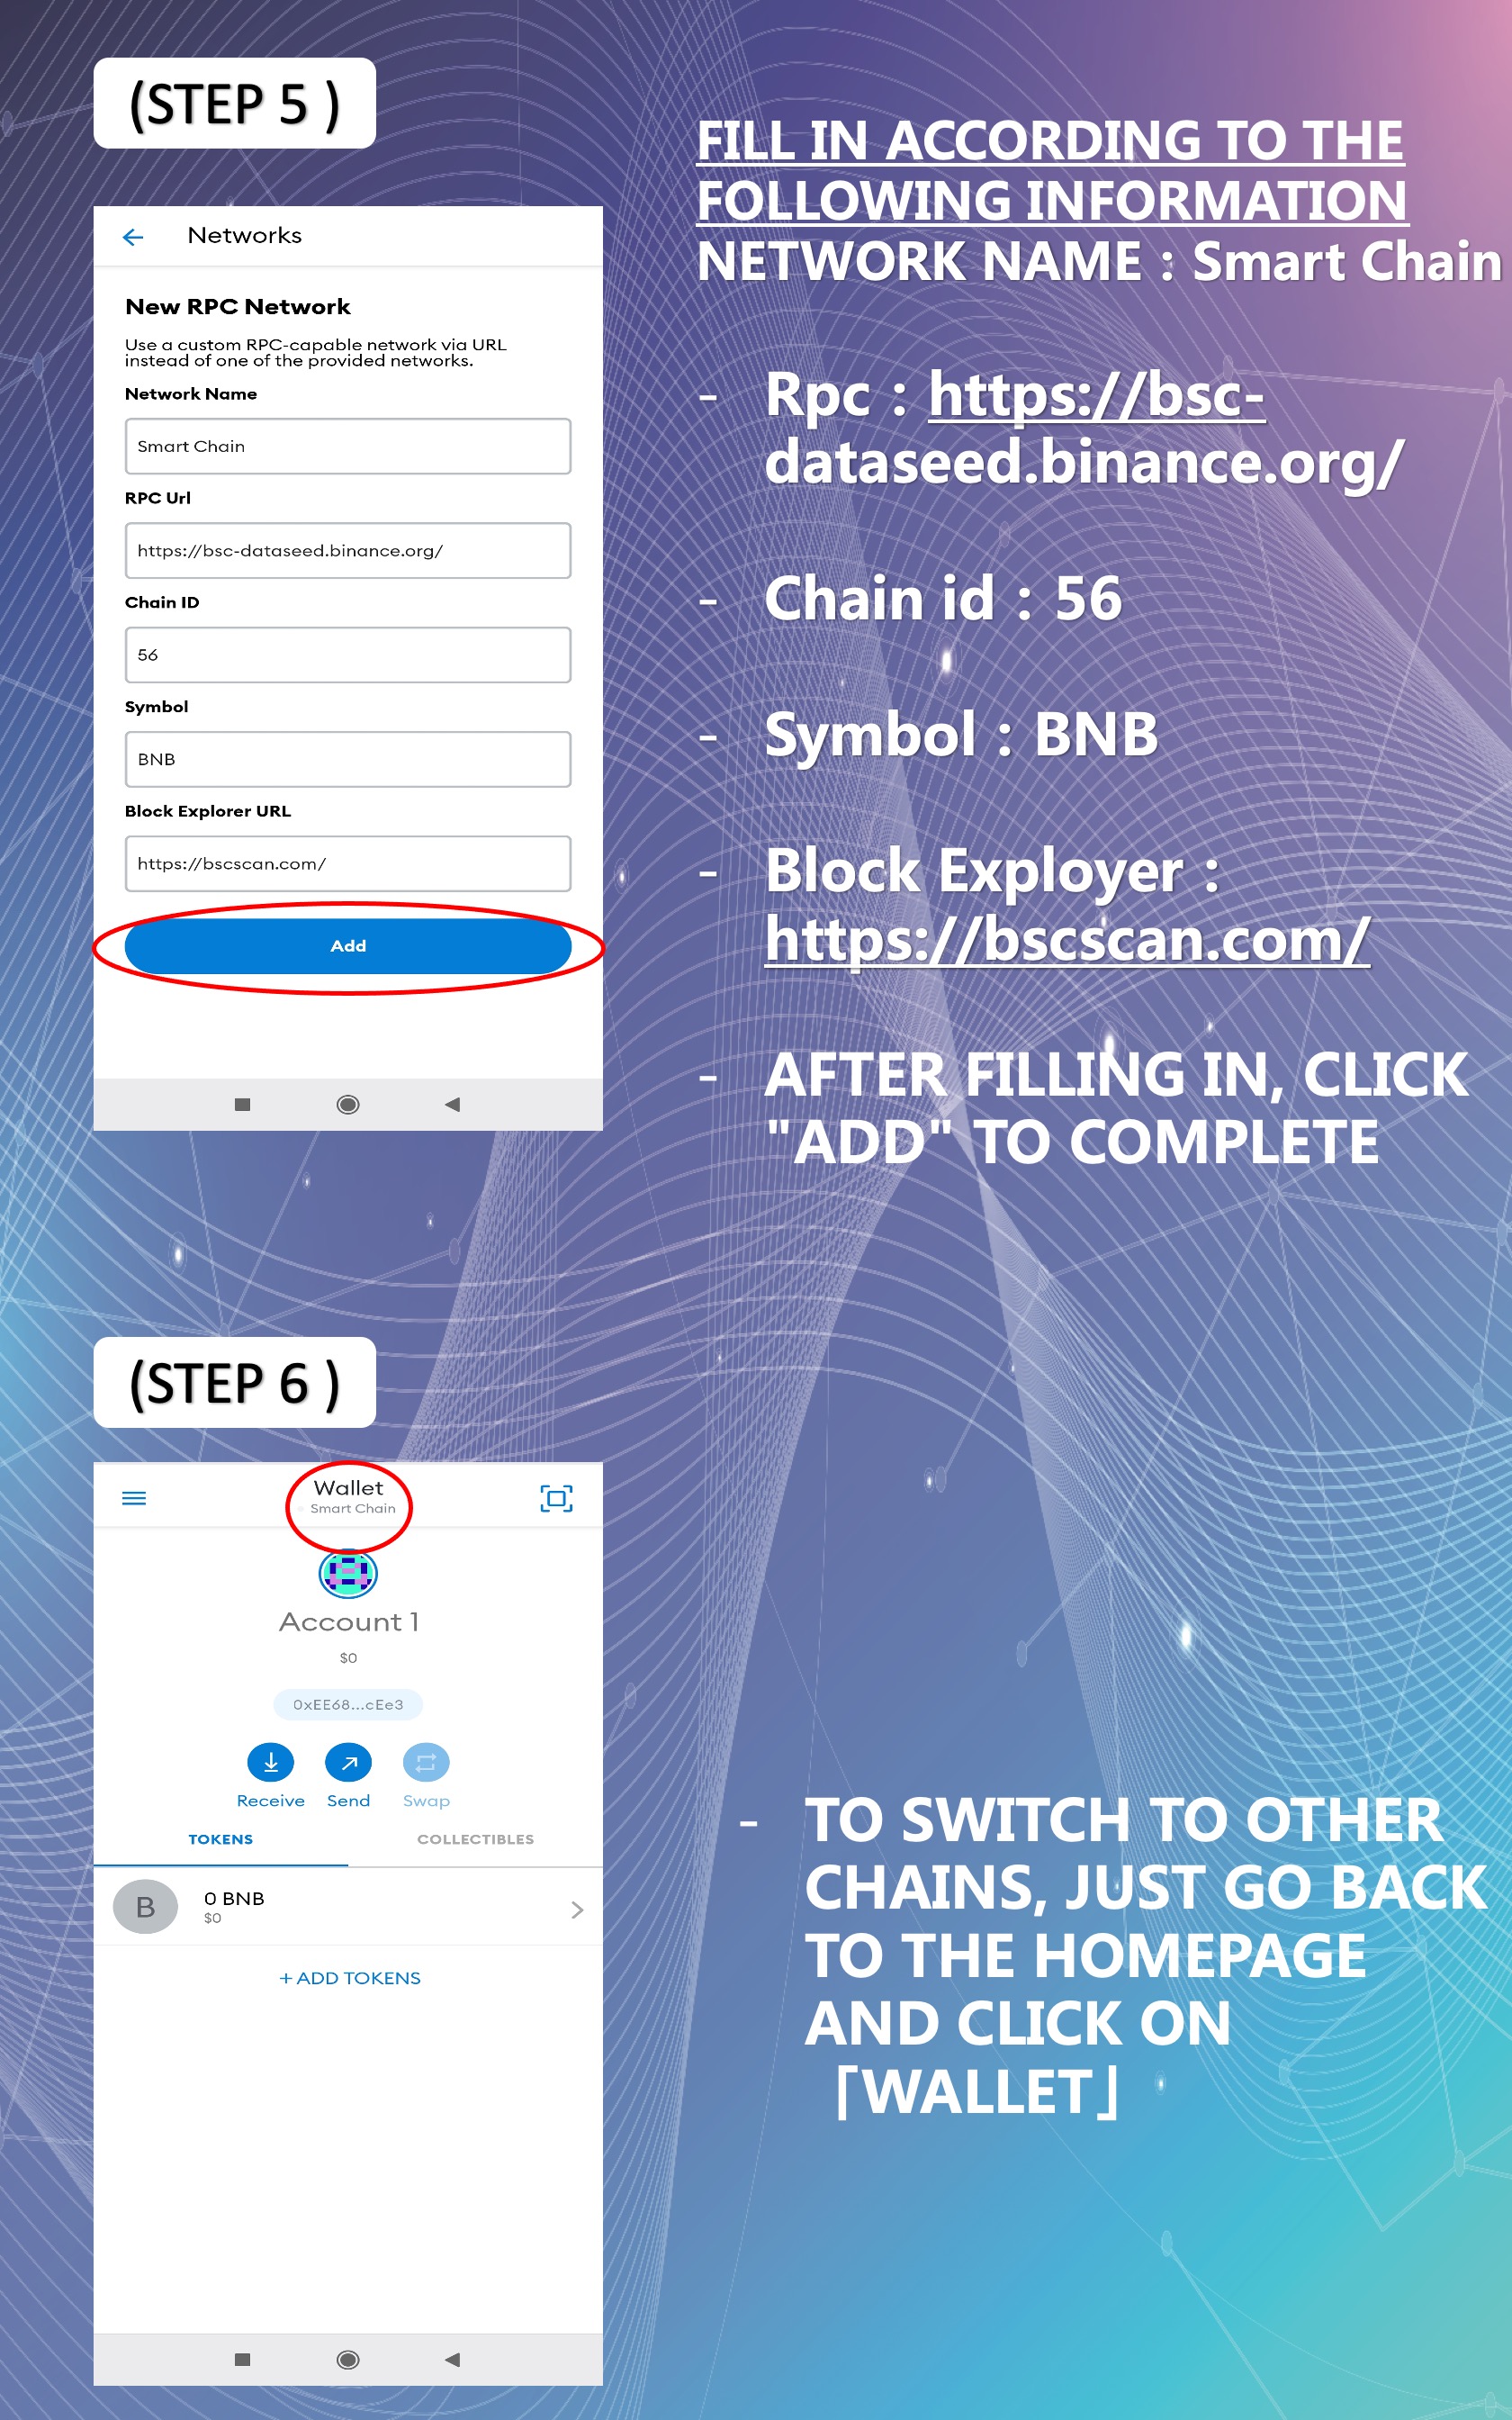 (STEP 5 )
Networks
New RPC Network
Use a custom RPC-capable network via URL
instead of one of the provided networks.
Network Name
Smart Chain
RPC Url
https://bsc-dataseed.binance.org/
Chain ID
56
Symbol
BNB
Block Explorer URL
https://bscscan.com/
Add
FILL IN ACCORDING TO THE
FOLLOWING INFORMATION
NETWORK NAME : Smart Chain
- Rpc : https://bsc-
dataseed.binance.org/
- Chain id : 56
- Symbol : BNB
- Block Exployer :
https://bscscan.com/
- AFTER FILLING IN, CLICK
"ADD" TO COMPLETE
(STEP 6 )
Wallet
Smart Chain
Account 1
$0
0xEE68...cEe3
Receive Send Swap
TOKENS COLLECTIBLES
B
0 BNB
$0
+ ADD TOKENS
- TO SWITCH TO OTHER
CHAINS, JUST GO BACK
TO THE HOMEPAGE
AND CLICK ON
「WALLET」